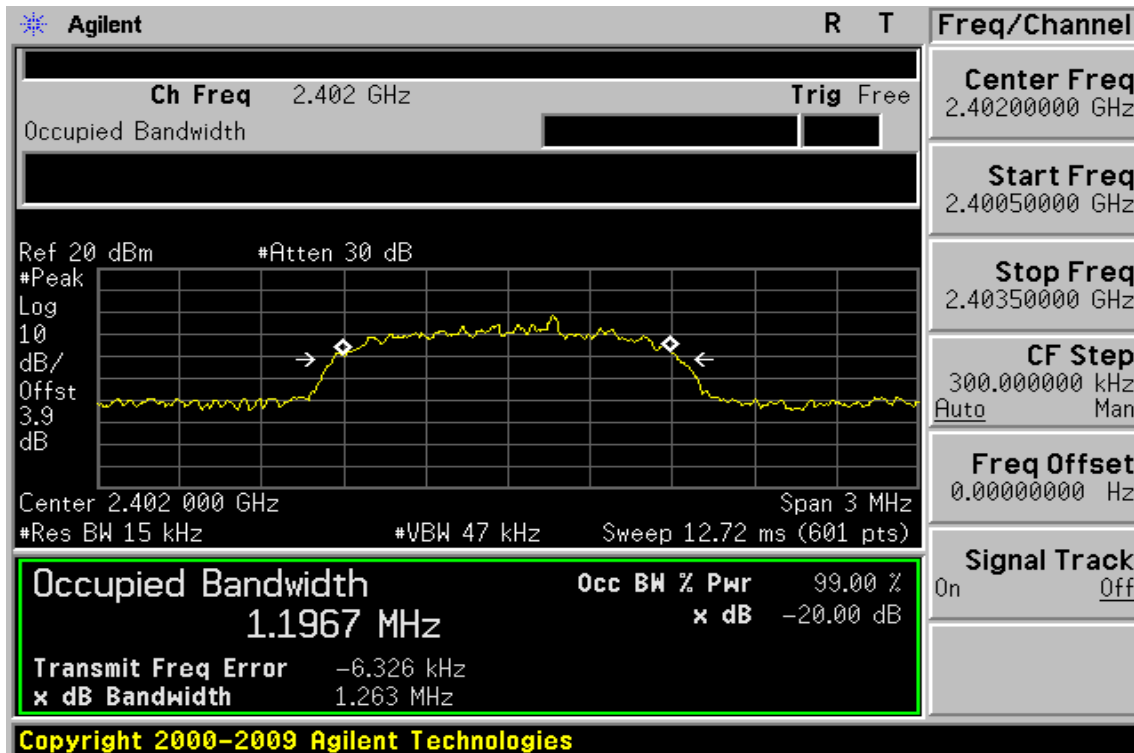 Agilent R T
Ch Freq 2.402 GHz Trig Free
Occupied Bandwidth
Ref 20 dBm #Atten 30 dB
#Peak
Log
10
dB/
Offst
3.9
dB
Center 2.402 000 GHz Span 3 MHz
#Res BW 15 kHz #VBW 47 kHz Sweep 12.72 ms (601 pts)
Occupied Bandwidth Occ BW % Pwr 99.00 %
1.1967 MHz x dB -20.00 dB
Transmit Freq Error -6.326 kHz
x dB Bandwidth 1.263 MHz
Copyright 2000-2009 Agilent Technologies
Freq/Channel
Center Freq
2.40200000 GHz
Start Freq
2.40050000 GHz
Stop Freq
2.40350000 GHz
CF Step
300.000000 kHz
Auto Man
Freq Offset
0.00000000 Hz
Signal Track
On Off